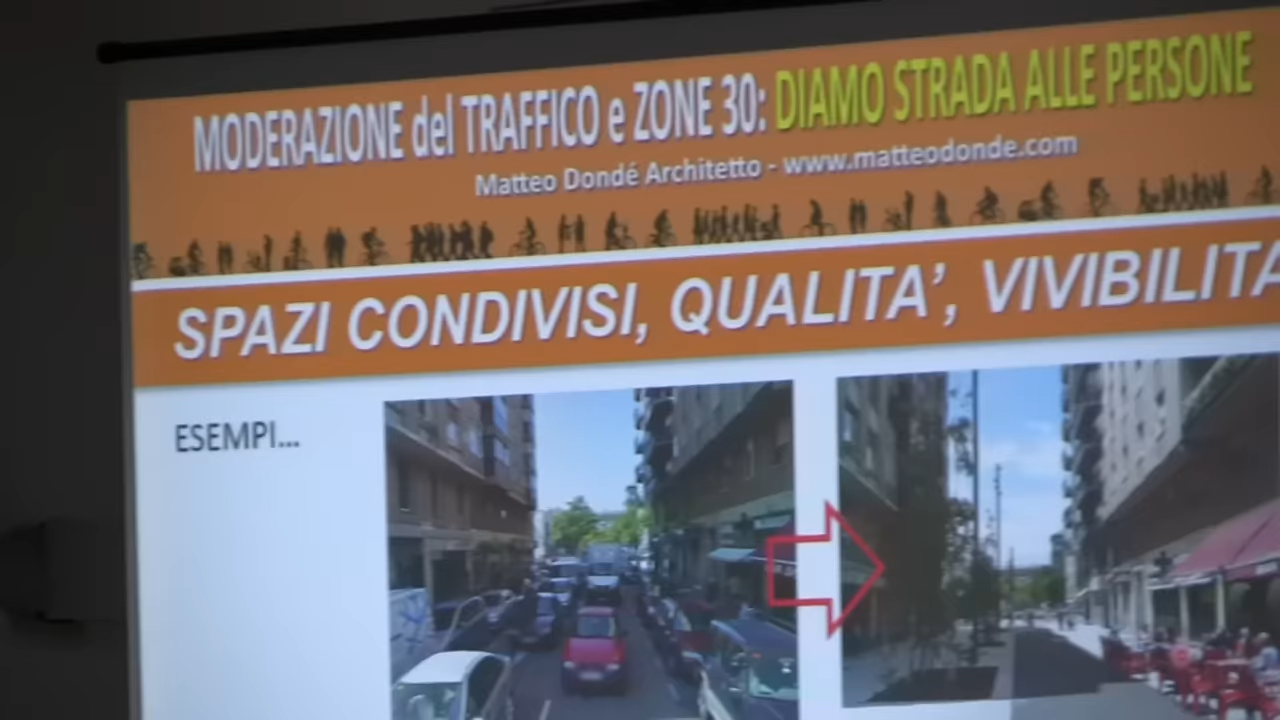 MODERAZIONE del TRAFFICO e ZONE 30: DIAMO STRADA ALLE PERSONE
Matteo Dondé Architetto - www.matteodonde.com
SPAZI CONDIVISI, QUALITA', VIVIBILITA
ESEMPI...